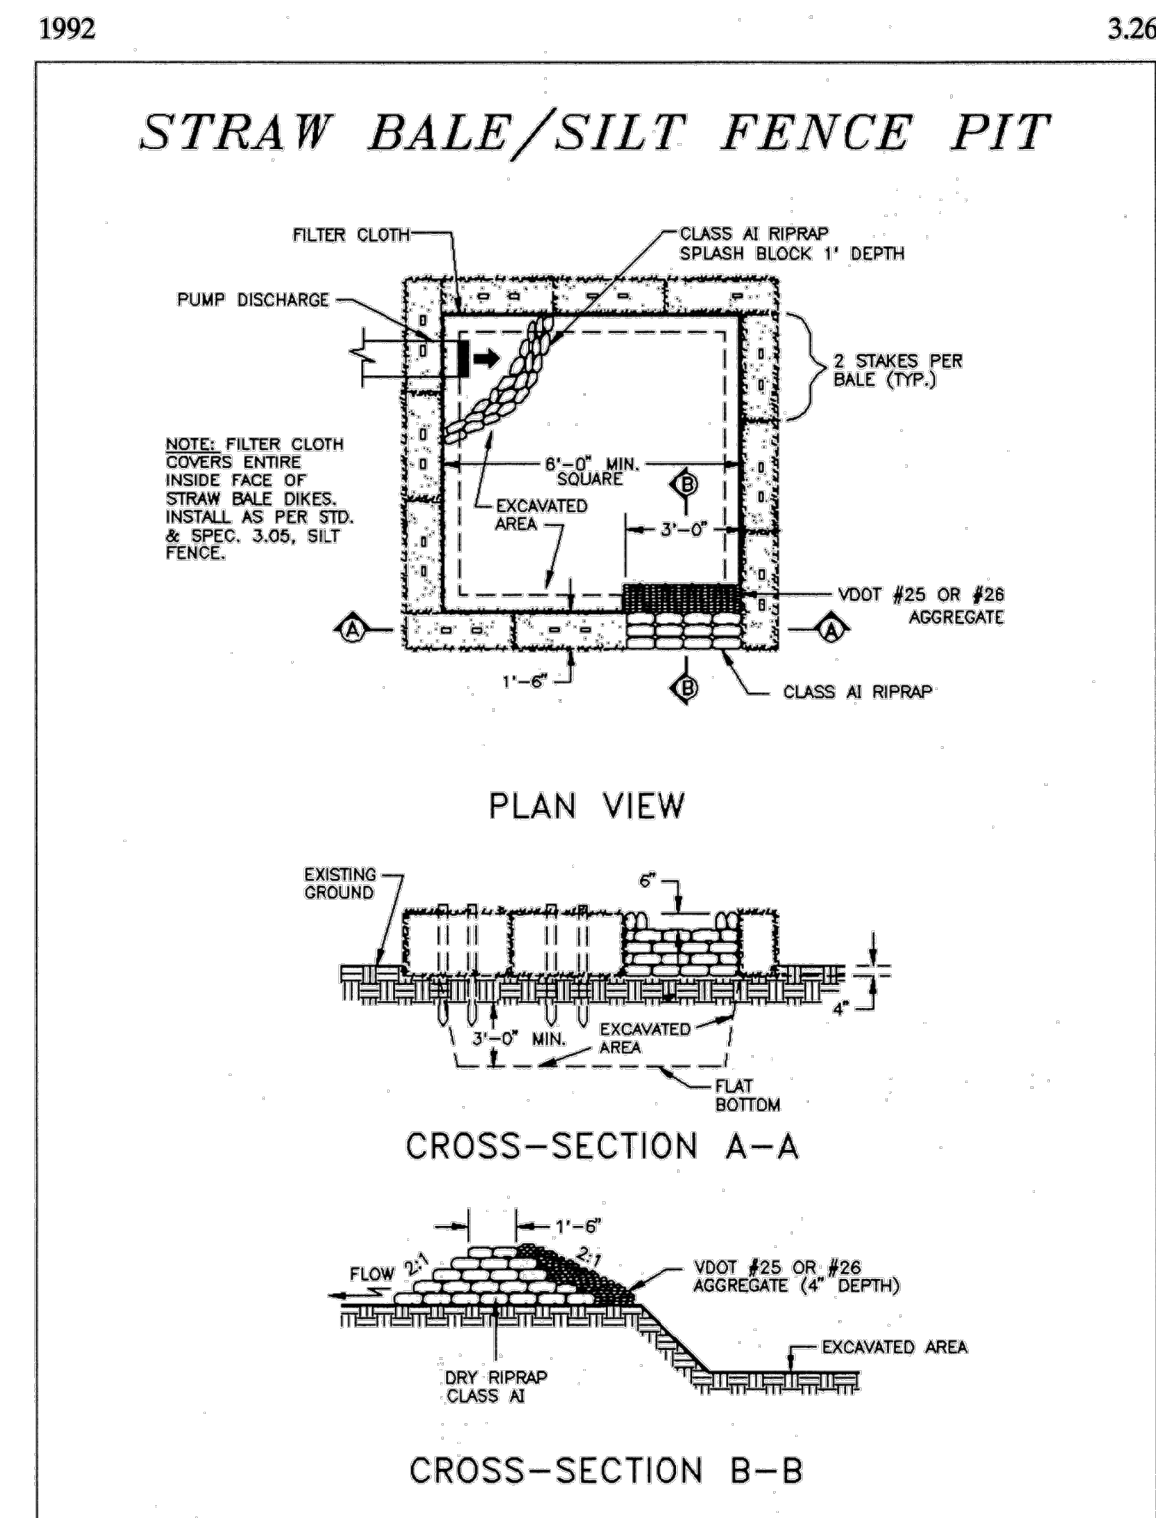 1992
3.26
STRAW BALE/SILT FENCE PIT
FILTER CLOTH
CLASS AI RIPRAP
SPLASH BLOCK 1' DEPTH
PUMP DISCHARGE
2 STAKES PER
BALE (TYP.)
NOTE: FILTER CLOTH
COVERS ENTIRE
INSIDE FACE OF
STRAW BALE DIKES.
INSTALL AS PER STD.
& SPEC. 3.05, SILT
FENCE.
6'-0" MIN.
SQUARE
B
EXCAVATED
AREA
3'-0"
VDOT #25 OR #26
AGGREGATE
A
A
1'-6"
B
CLASS AI RIPRAP
PLAN VIEW
EXISTING
GROUND
6"
4"
3'-0" MIN.
EXCAVATED
AREA
FLAT
BOTTOM
CROSS-SECTION A-A
1'-6"
2:1
2:1
FLOW
VDOT #25 OR #26
AGGREGATE (4" DEPTH)
EXCAVATED AREA
DRY RIPRAP
CLASS AI
CROSS-SECTION B-B